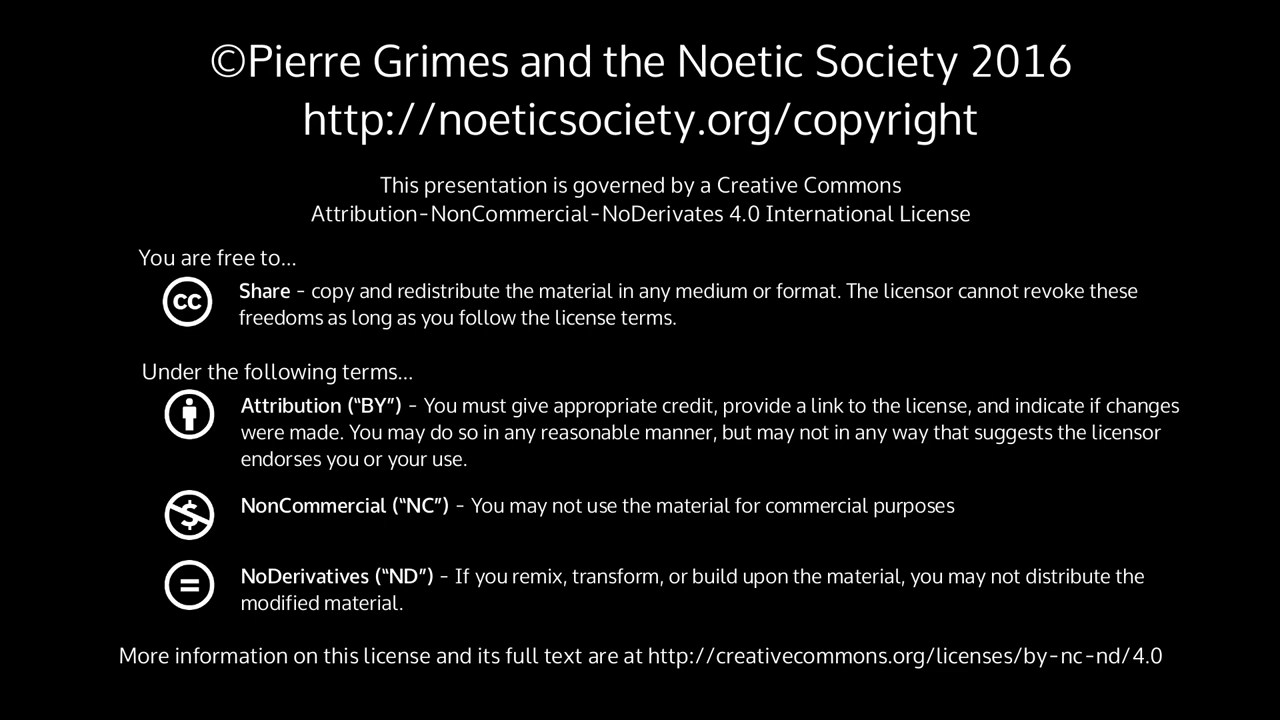 ©Pierre Grimes and the Noetic Society 2016
http://noeticsociety.org/copyright
This presentation is governed by a Creative Commons
Attribution-NonCommercial-NoDerivates 4.0 International License
You are free to...
cc
Share - copy and redistribute the material in any medium or format. The licensor cannot revoke these
freedoms as long as you follow the license terms.
Under the following terms...
Attribution (“BY”) - You must give appropriate credit, provide a link to the license, and indicate if changes
were made. You may do so in any reasonable manner, but may not in any way that suggests the licensor
endorses you or your use.
$
NonCommercial (“NC”) - You may not use the material for commercial purposes
=
NoDerivatives (“ND”) - If you remix, transform, or build upon the material, you may not distribute the
modified material.
More information on this license and its full text are at http://creativecommons.org/licenses/by-nc-nd/4.0